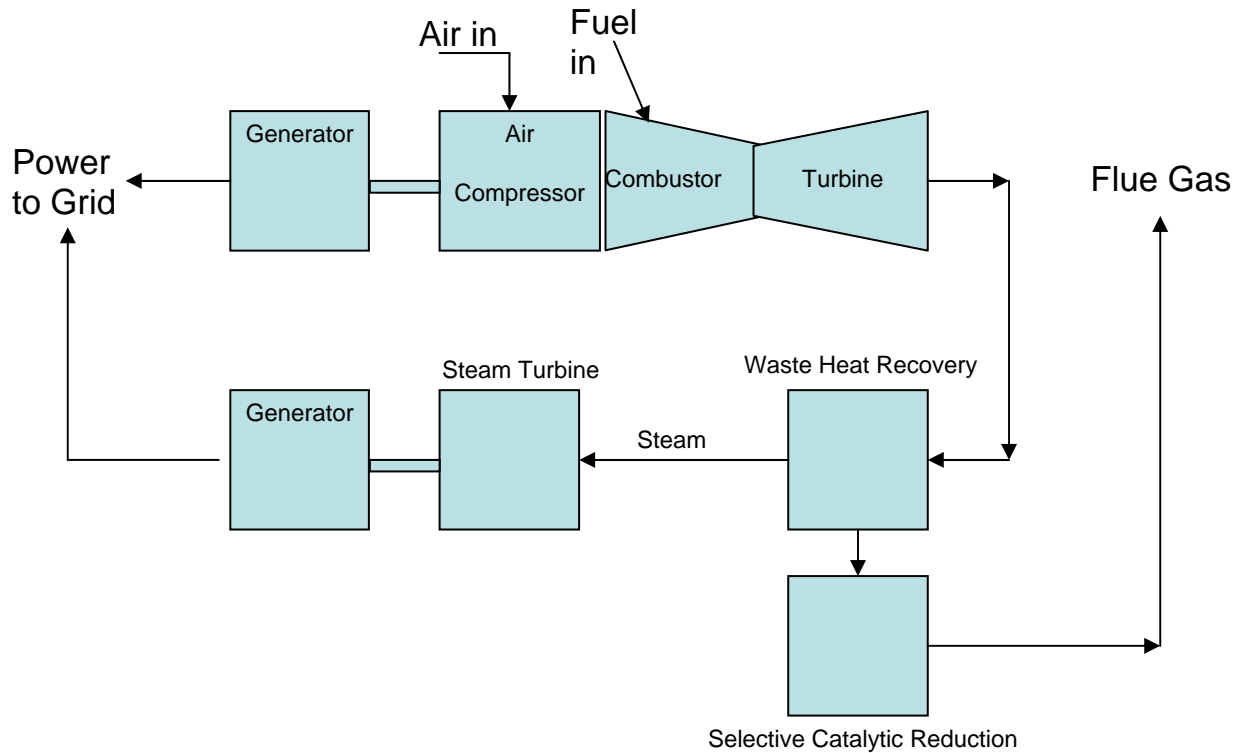 Air in
Fuel
in
Generator
Air
Compressor
Combustor
Turbine
Power
to Grid
Flue Gas
Steam Turbine
Waste Heat Recovery
Generator
Steam
Selective Catalytic Reduction